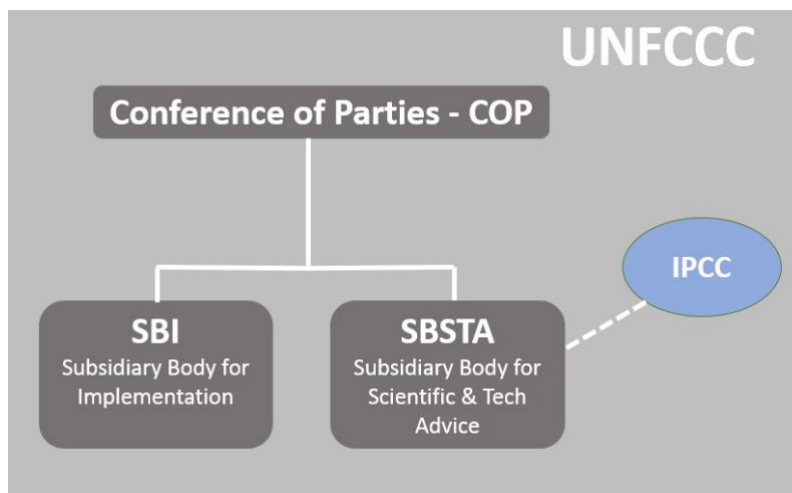 UNFCCC
Conference of Parties - COP
IPCC
SBI
Subsidiary Body for
Implementation
SBSTA
Subsidiary Body for
Scientific & Tech
Advice